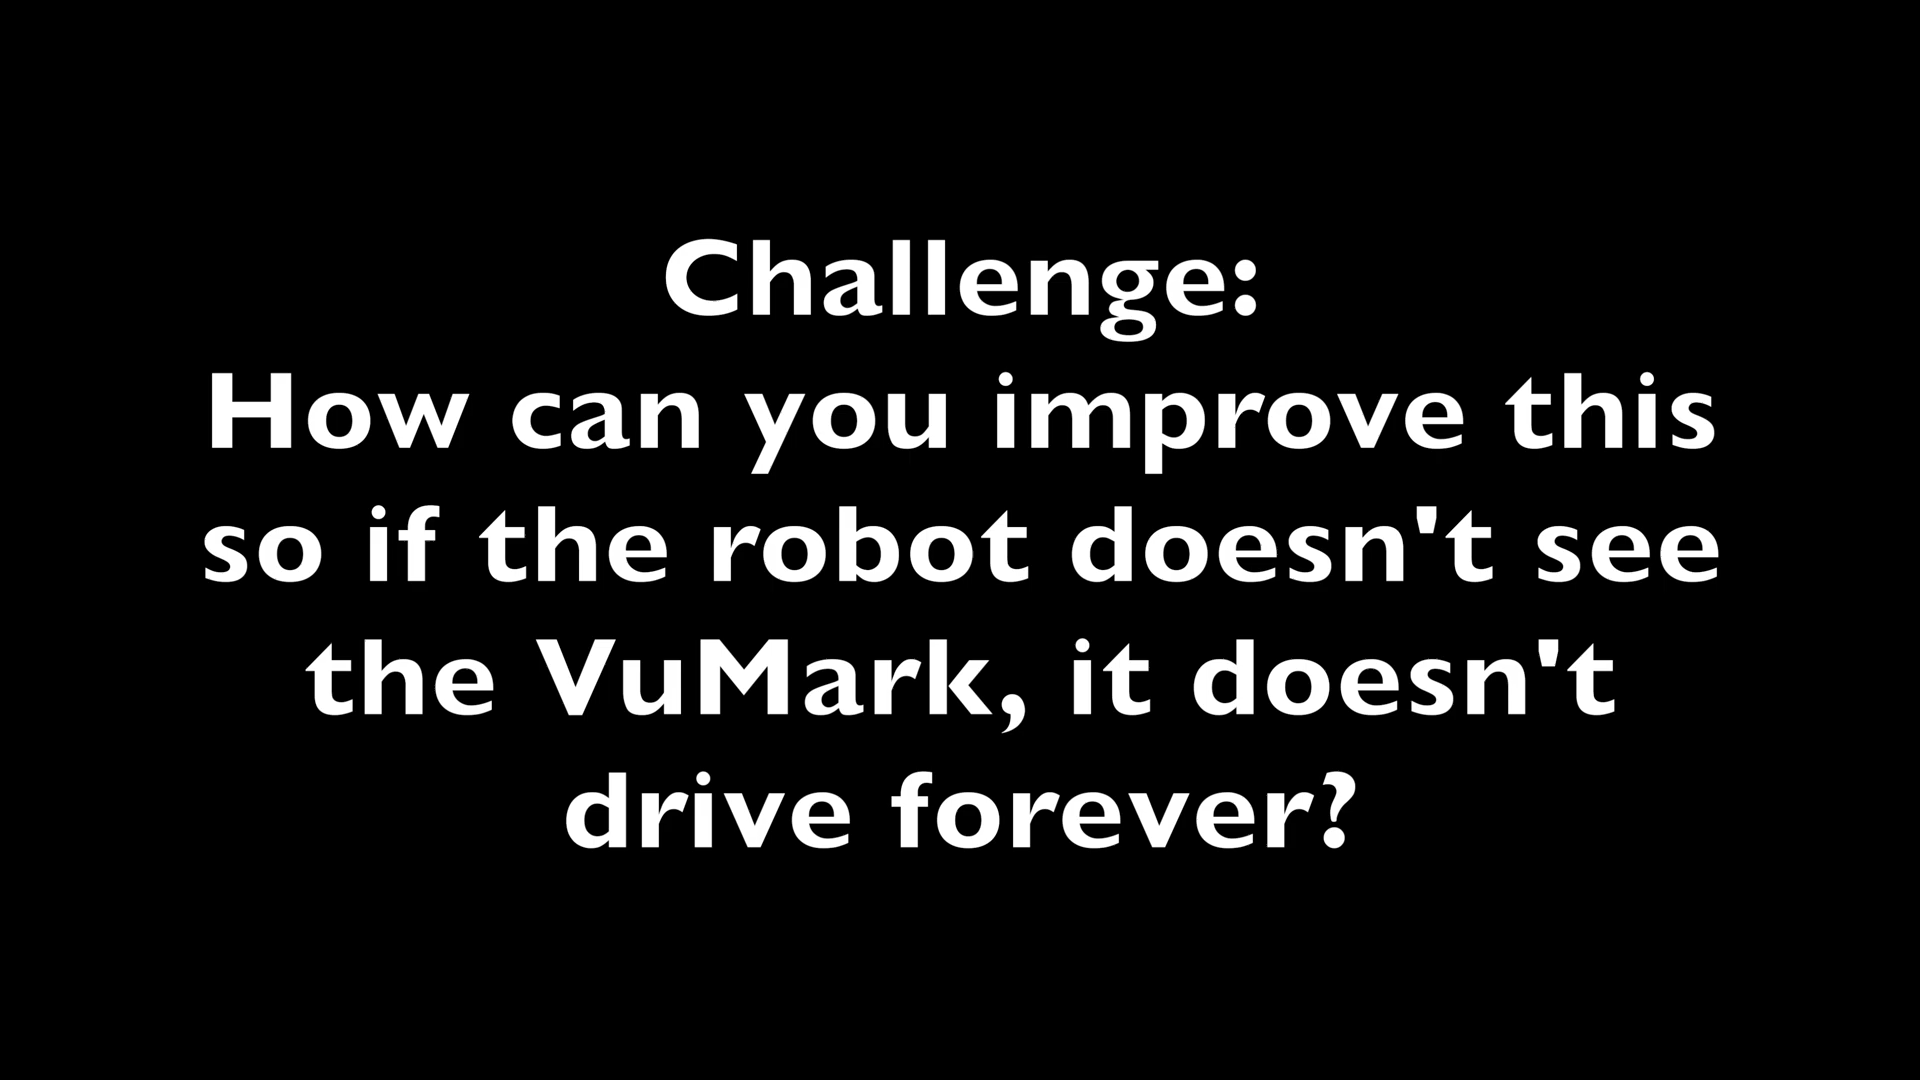 Challenge:
How can you improve this
so if the robot doesn't see
the VuMark, it doesn't
drive forever?